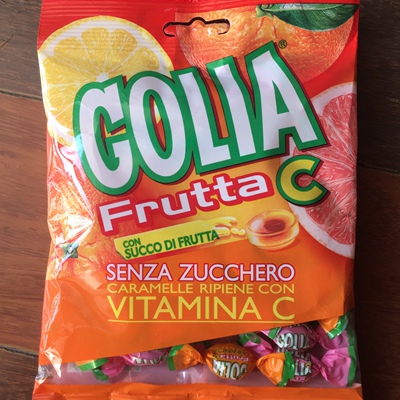 GOLIA®
Frutta C
CON
SUCCO DI FRUTTA
SENZA ZUCCHERO
CARAMELLE RIPIENE CON
VITAMINA C